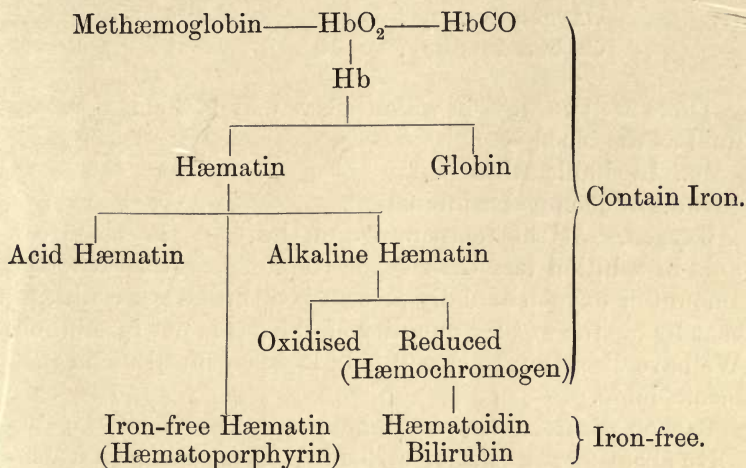 Methæmoglobin—HbO₂—HbCO
Hb
Hæmatin Globin
Contain Iron.
Acid Hæmatin Alkaline Hæmatin
Oxidised Reduced
(Hæmochromogen)
Iron-free Hæmatin Hæmatoidin
(Hæmatoporphyrin) Bilirubin
Iron-free.